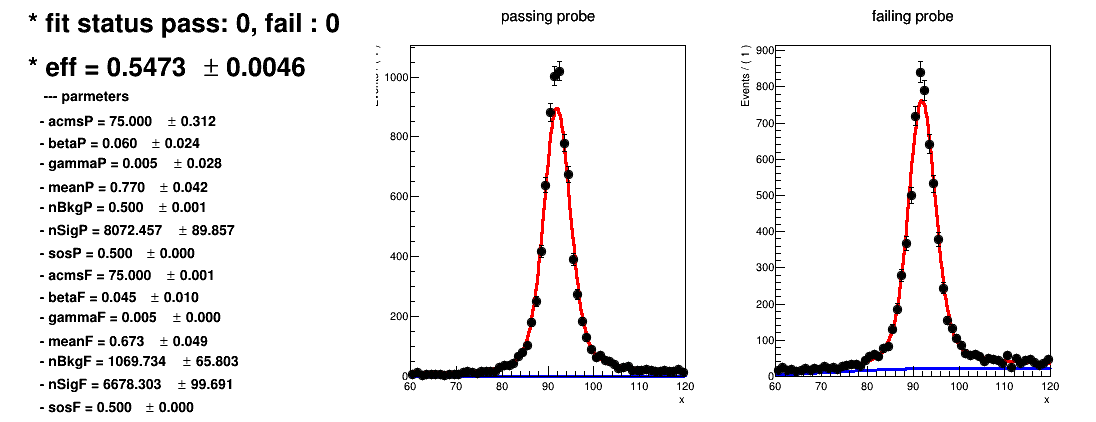 * fit status pass: 0, fail : 0
* eff = 0.5473 ± 0.0046
--- parmeters
- acmsP = 75.000 ± 0.312
- betaP = 0.060 ± 0.024
- gammaP = 0.005 ± 0.028
- meanP = 0.770 ± 0.042
- nBkgP = 0.500 ± 0.001
- nSigP = 8072.457 ± 89.857
- sosP = 0.500 ± 0.000
- acmsF = 75.000 ± 0.001
- betaF = 0.045 ± 0.010
- gammaF = 0.005 ± 0.000
- meanF = 0.673 ± 0.049
- nBkgF = 1069.734 ± 65.803
- nSigF = 6678.303 ± 99.691
- sosF = 0.500 ± 0.000
passing probe
1000
800
600
400
200
0
60 70 80 90 100 110 120
x
failing probe
Events / ( 1 )
900
800
700
600
500
400
300
200
100
0
60 70 80 90 100 110 120
x